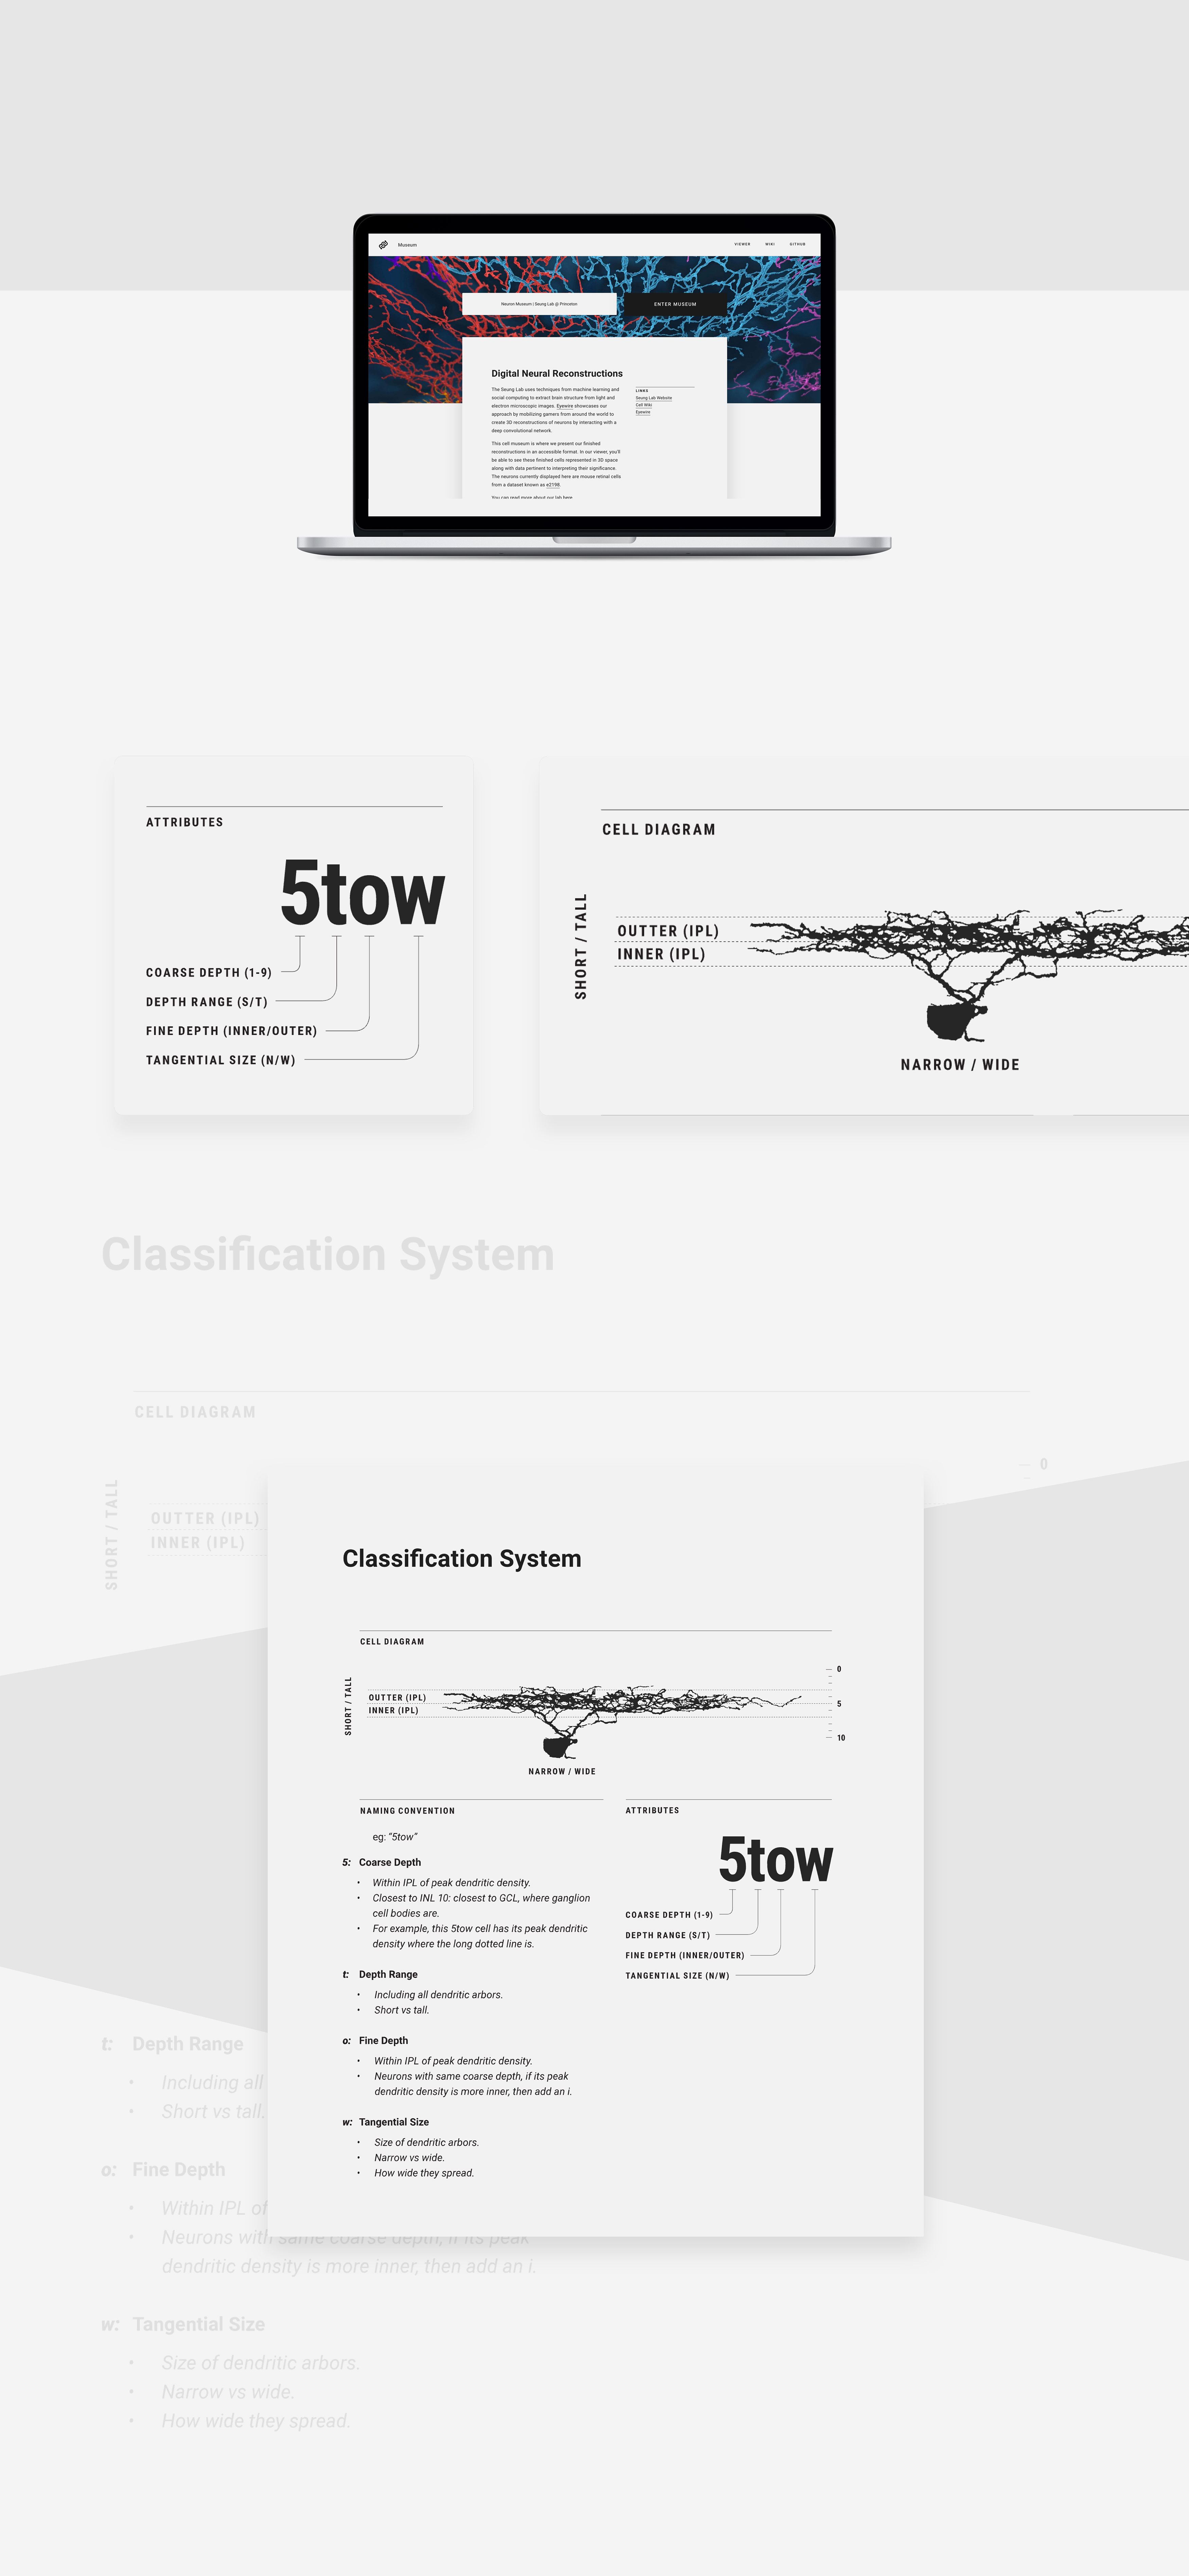 Museum
VIEWER WIKI GITHUB
Neuron Museum | Seung Lab @ Princeton
ENTER MUSEUM
Digital Neural Reconstructions
The Seung Lab uses techniques from machine learning and
social computing to extract brain structure from light and
electron microscopic images. Eyewire showcases our
approach by mobilizing gamers from around the world to
create 3D reconstructions of neurons by interacting with a
deep convolutional network.
This cell museum is where we present our finished
reconstructions in an accessible format. In our viewer, you'll
be able to see these finished cells represented in 3D space
along with data pertinent to interpreting their significance.
The neurons currently displayed here are mouse retinal cells
from a dataset known as e2198.
You can read more about our lab here
LINKS
Seung Lab Website
Cell Wiki
Eyewire
ATTRIBUTES
5tow
COARSE DEPTH (1-9)
DEPTH RANGE (S/T)
FINE DEPTH (INNER/OUTER)
TANGENTIAL SIZE (N/W)
CELL DIAGRAM
SHORT / TALL
OUTTER (IPL)
INNER (IPL)
NARROW / WIDE
Classification System
CELL DIAGRAM
0
SHORT / TALL
OUTTER (IPL)
INNER (IPL)
Classification System
CELL DIAGRAM
SHORT / TALL
OUTTER (IPL)
INNER (IPL)
0
5
10
NARROW / WIDE
NAMING CONVENTION
eg: "5tow"
5: Coarse Depth
• Within IPL of peak dendritic density.
• Closest to INL 10: closest to GCL, where ganglion
cell bodies are.
• For example, this 5tow cell has its peak dendritic
density where the long dotted line is.
t: Depth Range
• Including all dendritic arbors.
• Short vs tall.
o: Fine Depth
• Within IPL of peak dendritic density.
• Neurons with same coarse depth, if its peak
dendritic density is more inner, then add an i.
w: Tangential Size
• Size of dendritic arbors.
• Narrow vs wide.
• How wide they spread.
ATTRIBUTES
5tow
COARSE DEPTH (1-9)
DEPTH RANGE (S/T)
FINE DEPTH (INNER/OUTER)
TANGENTIAL SIZE (N/W)
t: Depth Range
• Including all
• Short vs tall.
o: Fine Depth
• Within IPL of
• Neurons with same coarse depth, if its peak
dendritic density is more inner, then add an i.
w: Tangential Size
• Size of dendritic arbors.
• Narrow vs wide.
• How wide they spread.